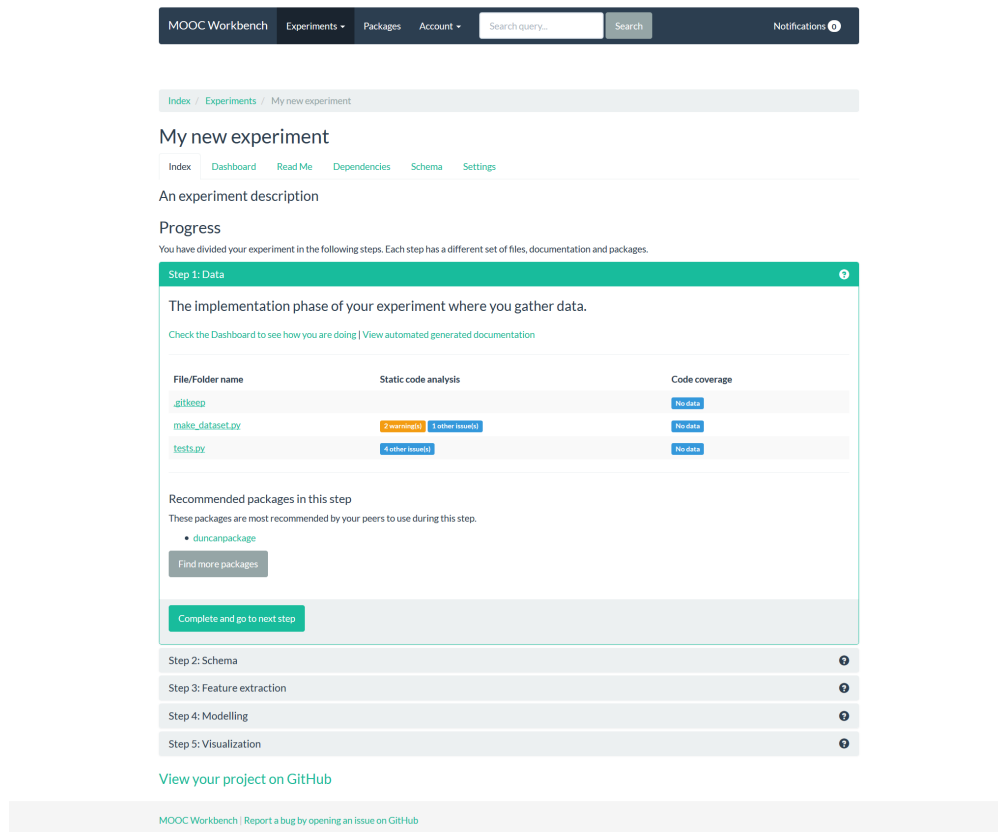 MOOC Workbench Experiments Packages Account Search query... Search Notifications 0
Index / Experiments / My new experiment
My new experiment
Index Dashboard Read Me Dependencies Schema Settings
An experiment description
Progress
You have divided your experiment in the following steps. Each step has a different set of files, documentation and packages.
Step 1: Data ?
The implementation phase of your experiment where you gather data.
Check the Dashboard to see how you are doing | View automated generated documentation
File/Folder name Static code analysis Code coverage
.gitkeep No data
make_dataset.py 2 warning(s) 1 other issue(s) No data
tests.py 4 other issue(s) No data
Recommended packages in this step
These packages are most recommended by your peers to use during this step.
• duncanpackage
Find more packages
Complete and go to next step
Step 2: Schema ?
Step 3: Feature extraction ?
Step 4: Modelling ?
Step 5: Visualization ?
View your project on GitHub
MOOC Workbench | Report a bug by opening an issue on GitHub